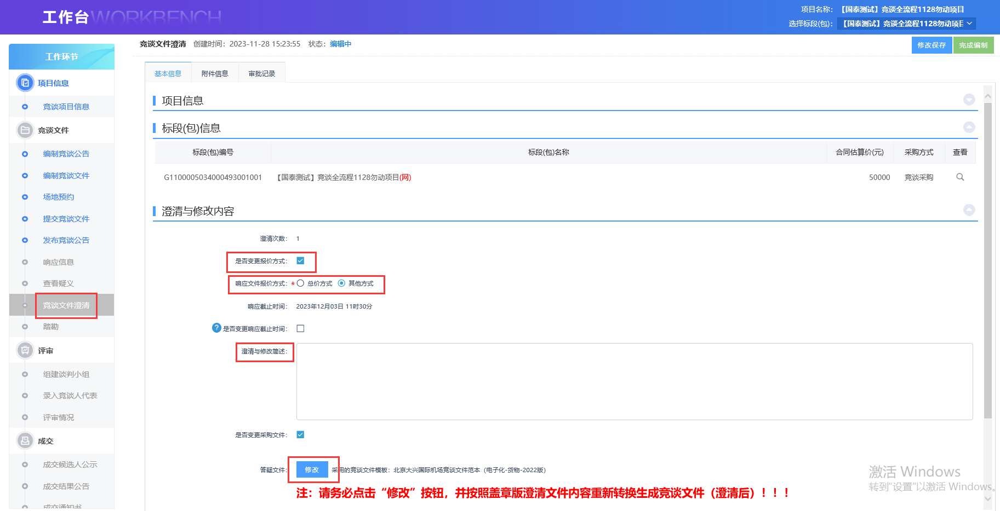 工作台WORKBENCH
项目名称: 【国泰测试】竞谈全流程1128勿动项目
选择标段(包): 【国泰测试】竞谈全流程1128勿动项目
工作环节
项目信息
竞谈项目信息
竞谈文件
编制竞谈公告
编制竞谈文件
场地预约
提交竞谈文件
发布竞谈公告
响应信息
查看疑义
竞谈文件澄清
踏勘
评审
组建谈判小组
录入竞谈人代表
评审情况
成交
成交候选人公示
成交结果公告
成交通知书
竞谈文件澄清 创建时间: 2023-11-28 15:23:55 状态: 编辑中
修改保存 完成编制
基本信息 附件信息 审批记录
项目信息
标段(包)信息
标段(包)编号 标段(包)名称 合同估算价(元) 采购方式 查看
G1100005034000493001001 【国泰测试】竞谈全流程1128勿动项目(网) 50000 竞谈采购
澄清与修改内容
澄清次数: 1
是否变更报价方式:
响应文件报价方式: * 总价方式 其他方式
响应截止时间: 2023年12月03日 11时30分
? 是否变更响应截止时间:
澄清与修改简述:
是否变更采购文件:
答疑文件: 修改 采用的竞谈文件模板: 北京大兴国际机场竞谈文件范本 (电子化-货物-2022版)
注: 请务必点击“修改”按钮, 并按照盖章版澄清文件内容重新转换生成竞谈文件 (澄清后) ! ! !
激活 Windows
转到“设置”以激活 Windows。